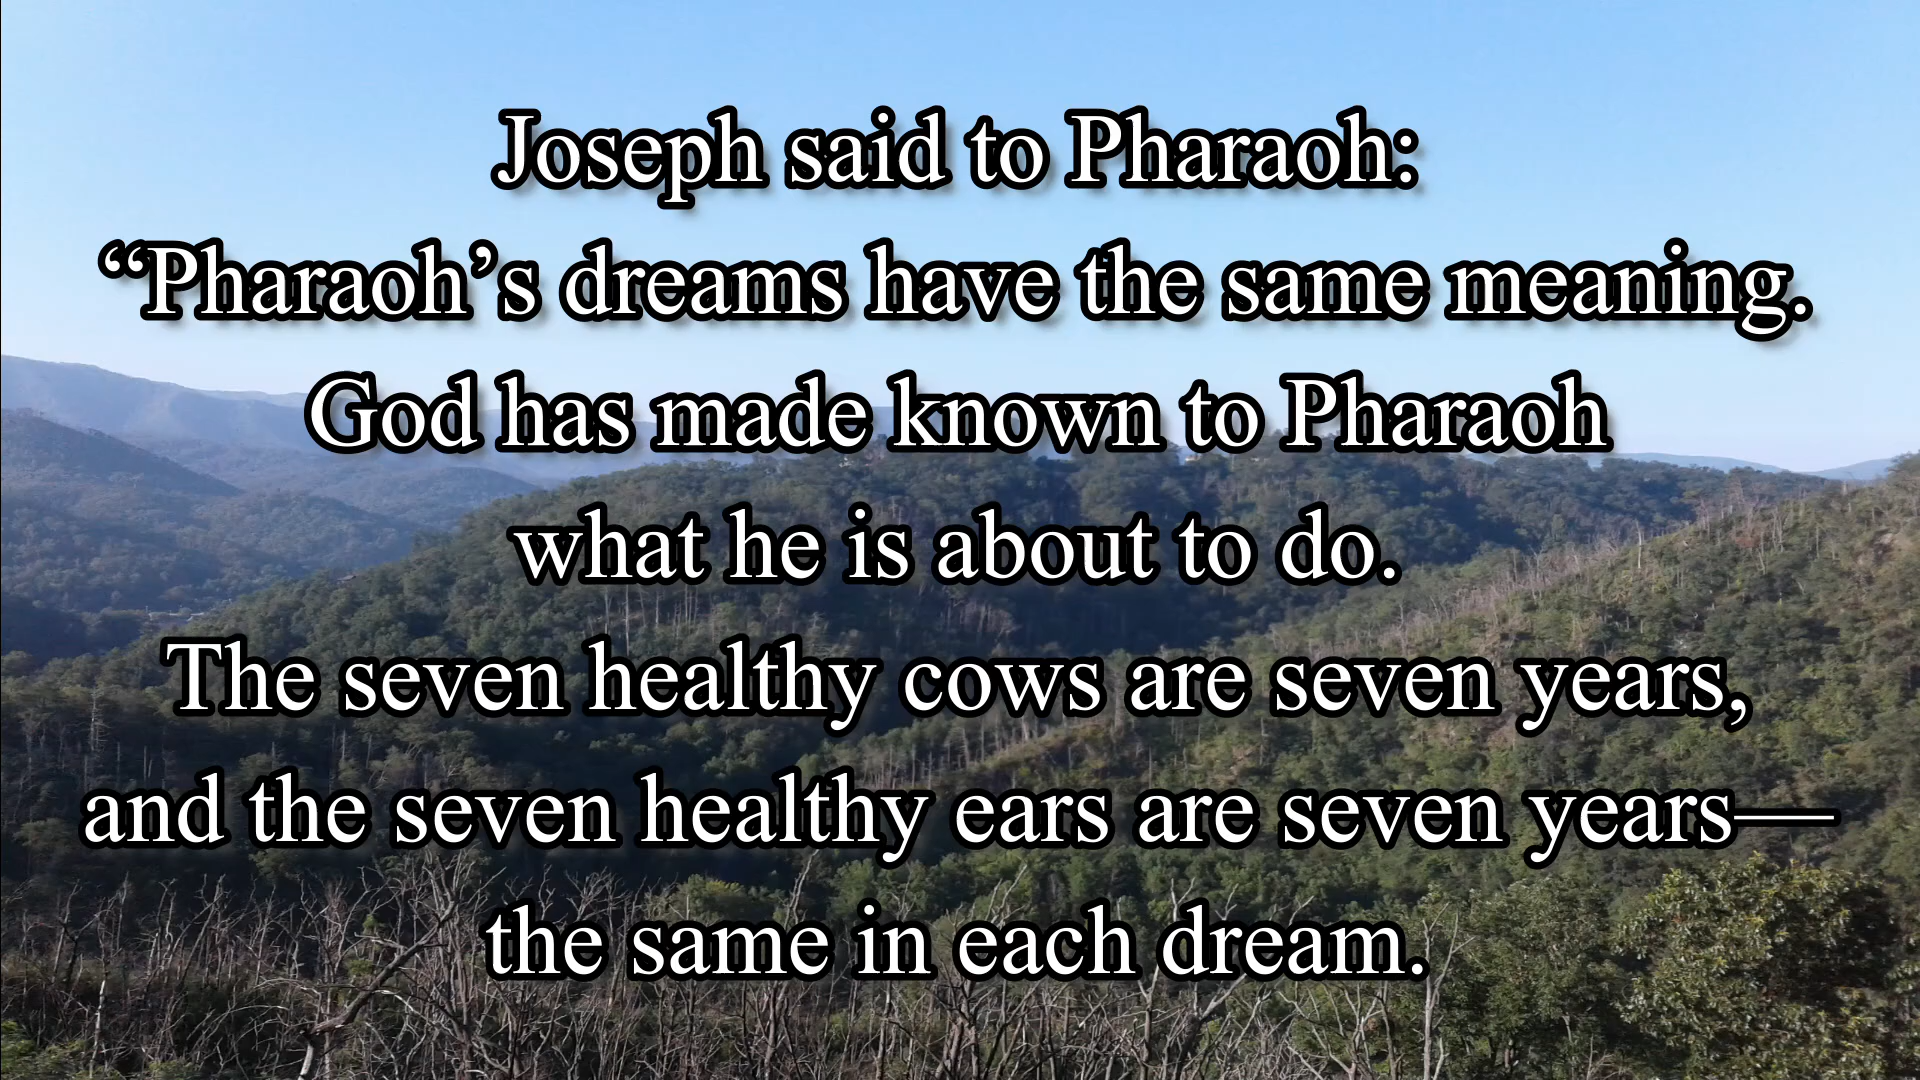 Joseph said to Pharaoh:
“Pharaoh’s dreams have the same meaning.
God has made known to Pharaoh
what he is about to do.
The seven healthy cows are seven years,
and the seven healthy ears are seven years—
the same in each dream.